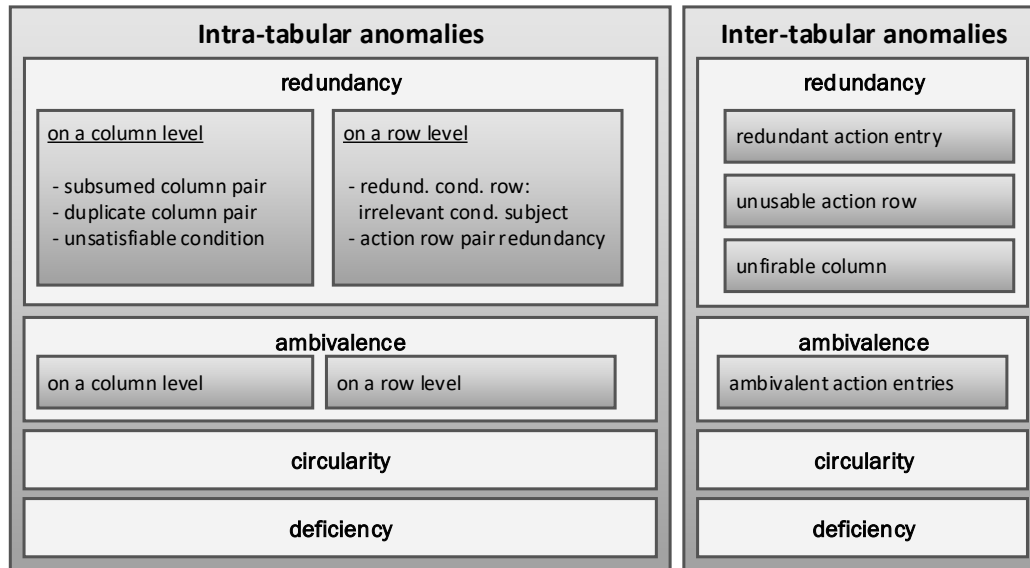 Intra-tabular anomalies
redundancy
on a column level
- subsumed column pair
- duplicate column pair
- unsatisfiable condition
on a row level
- redund. cond. row:
irrelevant cond. subject
- action row pair redundancy
ambivalence
on a column level
on a row level
circularity
deficiency
Inter-tabular anomalies
redundancy
redundant action entry
unusable action row
unfirable column
ambivalence
ambivalent action entries
circularity
deficiency